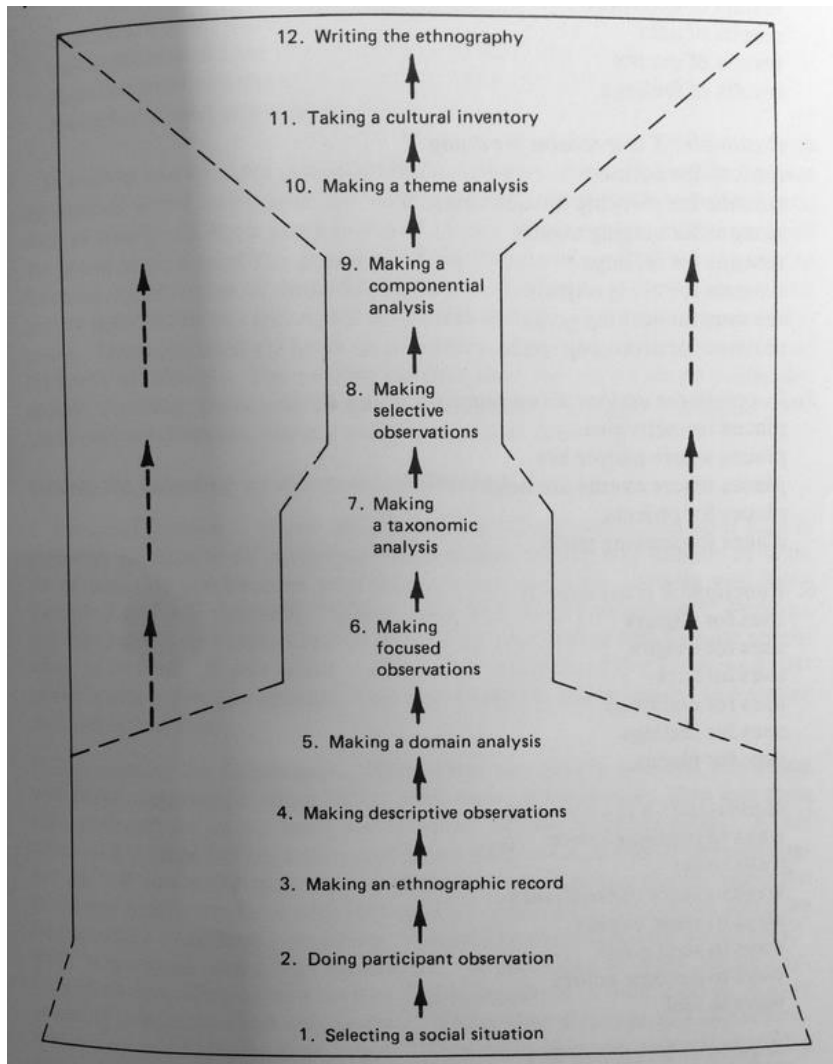 12. Writing the ethnography
11. Taking a cultural inventory
10. Making a theme analysis
9. Making a
componential
analysis
8. Making
selective
observations
7. Making
a taxonomic
analysis
6. Making
focused
observations
5. Making a domain analysis
4. Making descriptive observations
3. Making an ethnographic record
2. Doing participant observation
1. Selecting a social situation